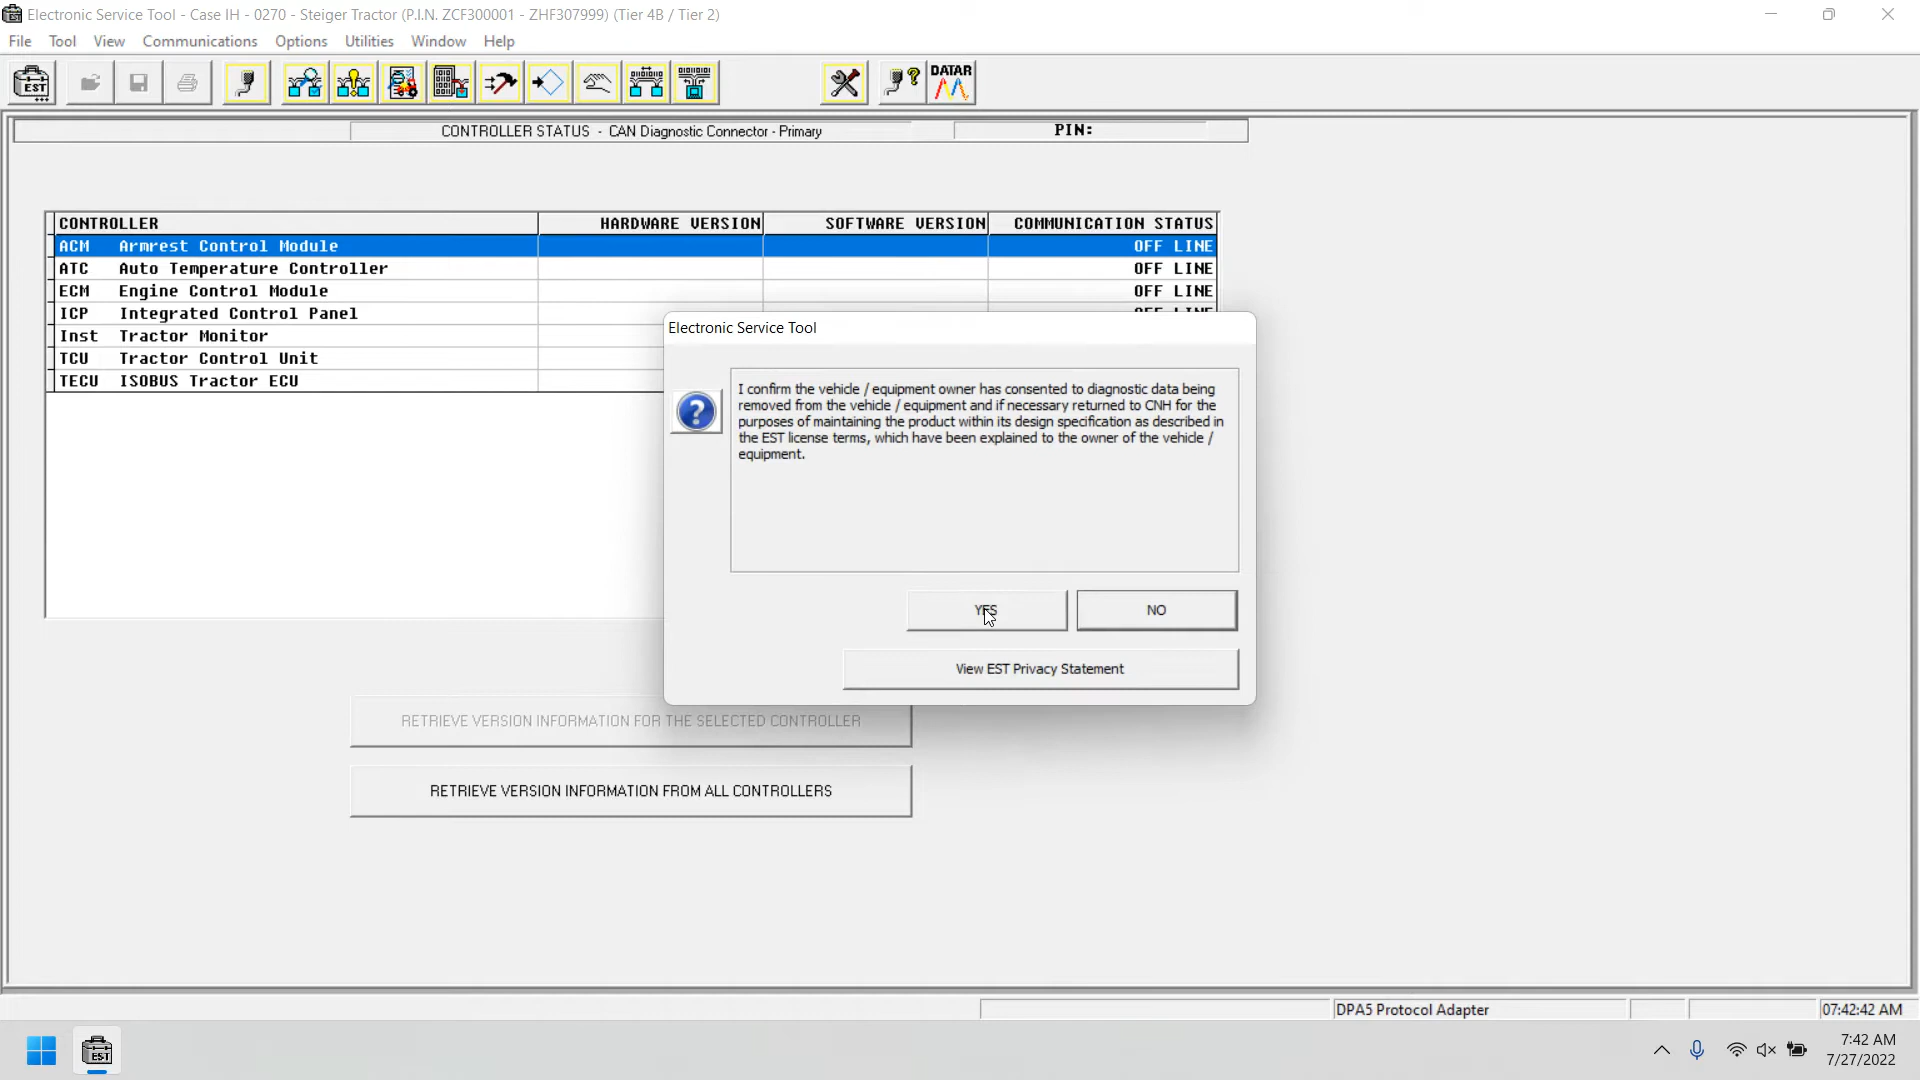 Electronic Service Tool - Case IH - 0270 - Steiger Tractor (P.I.N. ZCF300001 - ZHF307999) (Tier 4B / Tier 2)
File Tool View Communications Options Utilities Window Help
EST
DATAR
CONTROLLER STATUS - CAN Diagnostic Connector - Primary PIN:
CONTROLLER HARDWARE VERSION SOFTWARE VERSION COMMUNICATION STATUS
ACM Armrest Control Module OFF LINE
ATC Auto Temperature Controller OFF LINE
ECM Engine Control Module OFF LINE
ICP Integrated Control Panel OFF LINE
Inst Tractor Monitor
TCU Tractor Control Unit
TECU ISOBUS Tractor ECU
Electronic Service Tool
I confirm the vehicle / equipment owner has consented to diagnostic data being
removed from the vehicle / equipment and if necessary returned to CNH for the
purposes of maintaining the product within its design specification as described in
the EST license terms, which have been explained to the owner of the vehicle /
equipment.
YES NO
View EST Privacy Statement
RETRIEVE VERSION INFORMATION FOR THE SELECTED CONTROLLER
RETRIEVE VERSION INFORMATION FROM ALL CONTROLLERS
DPA5 Protocol Adapter 07:42:42 AM
EST
7:42 AM
7/27/2022